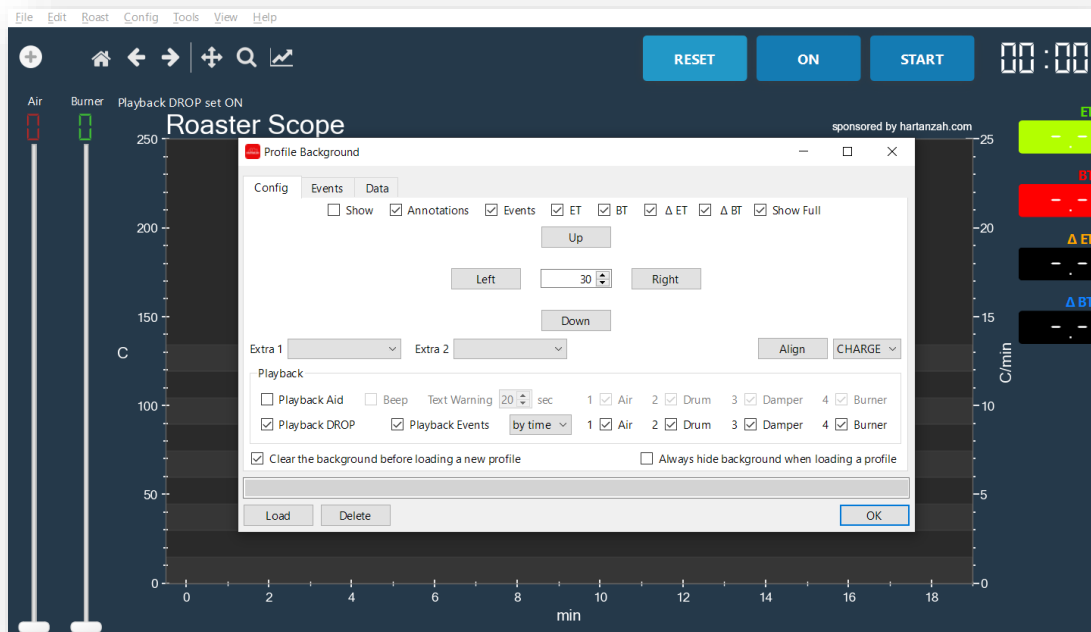 File Edit Roast Config Tools View Help
RESET ON START 00:00
Air Burner Playback DROP set ON
0 0 Roaster Scope sponsored by hartanzah.com
Profile Background
Config Events Data
Show Annotations Events ET BT Δ ET Δ BT Show Full
Up
Left 30 Right
Down
Extra 1 Extra 2 Align CHARGE
Playback
Playback Aid Beep Text Warning 20 sec 1 Air 2 Drum 3 Damper 4 Burner
Playback DROP Playback Events by time 1 Air 2 Drum 3 Damper 4 Burner
Clear the background before loading a new profile Always hide background when loading a profile
Load Delete OK
250
200
150
100
50
0
C
25
20
15
10
5
0
C/min
0 2 4 6 8 10 12 14 16 18
min
ET
-.-
BT
-.-
Δ ET
-.-
Δ BT
-.-